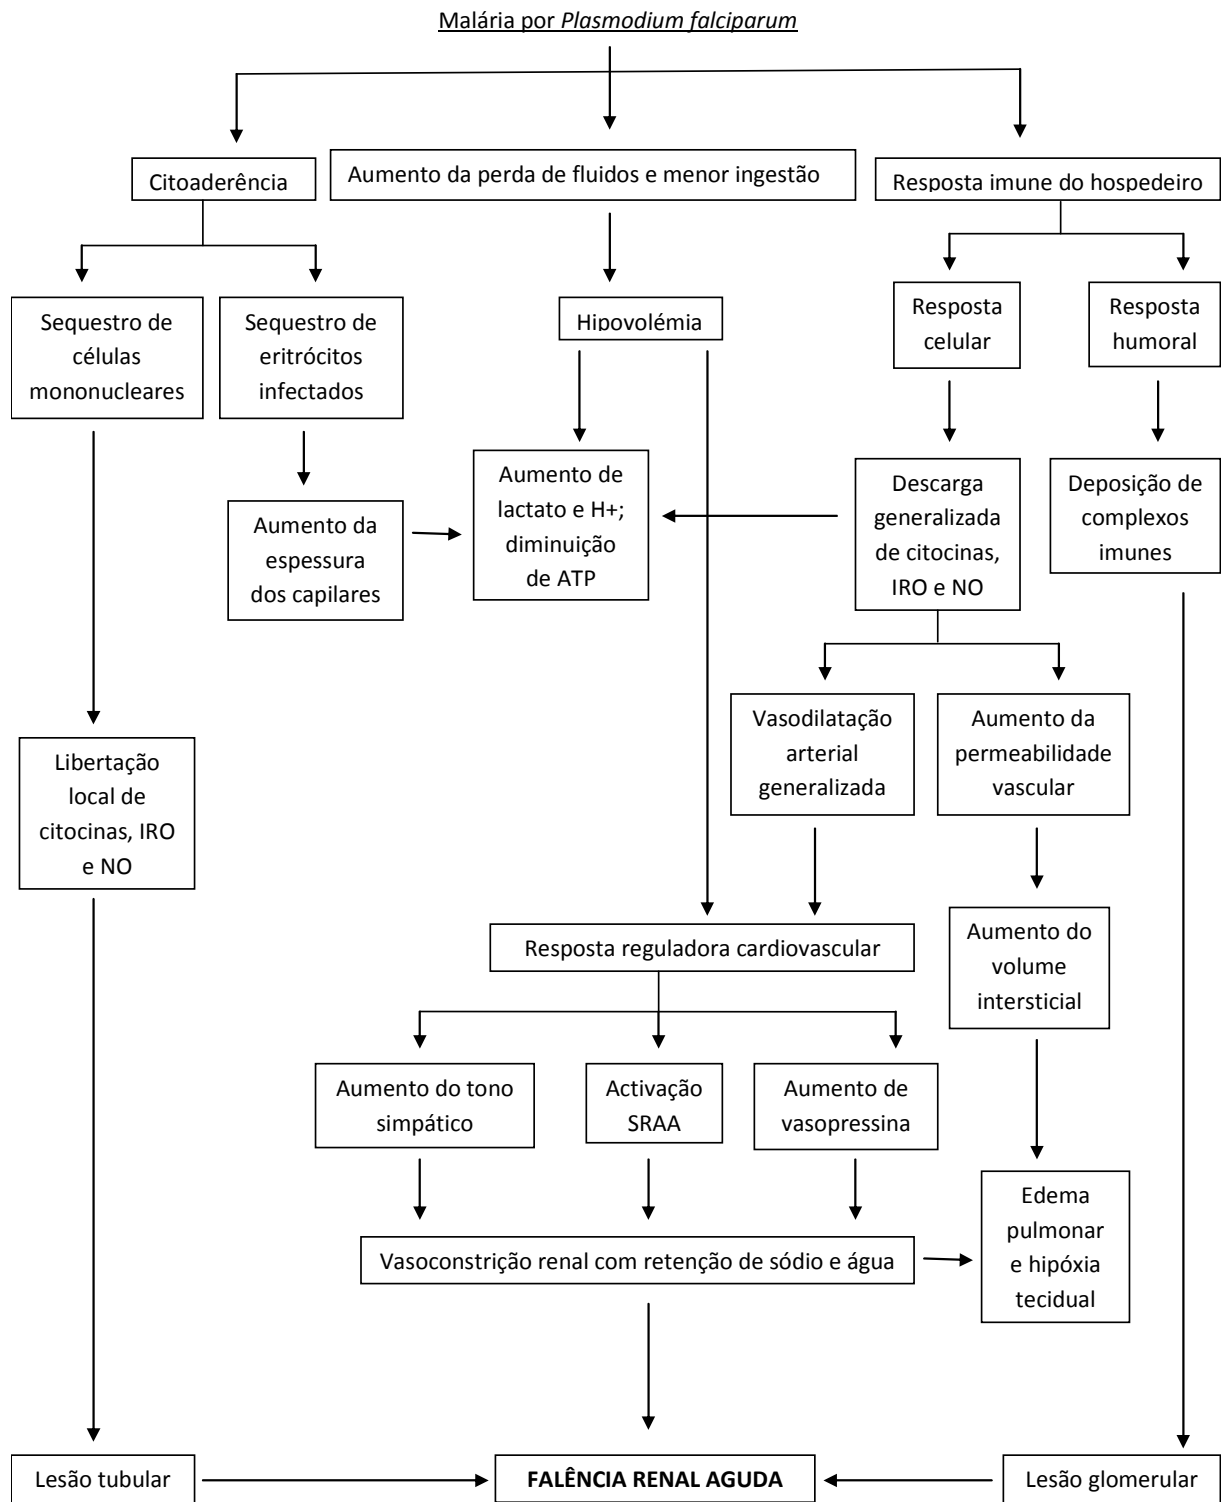 Malária por Plasmodium falciparum
Citoaderência
Aumento da perda de fluidos e menor ingestão
Resposta imune do hospedeiro
Sequestro de
células
mononucleares
Sequestro de
eritrócitos
infectados
Hipovolémia
Resposta
celular
Resposta
humoral
Aumento da
espessura
dos capilares
Aumento de
lactato e H+;
diminuição
de ATP
Descarga
generalizada
de citocinas,
IRO e NO
Deposição de
complexos
imunes
Libertação
local de
citocinas, IRO
e NO
Vasodilatação
arterial
generalizada
Aumento da
permeabilidade
vascular
Resposta reguladora cardiovascular
Aumento do
volume
intersticial
Aumento do tono
simpático
Activação
SRAA
Aumento de
vasopressina
Vasoconstrição renal com retenção de sódio e água
Edema
pulmonar
e hipóxia
tecidual
Lesão tubular
FALÊNCIA RENAL AGUDA
Lesão glomerular